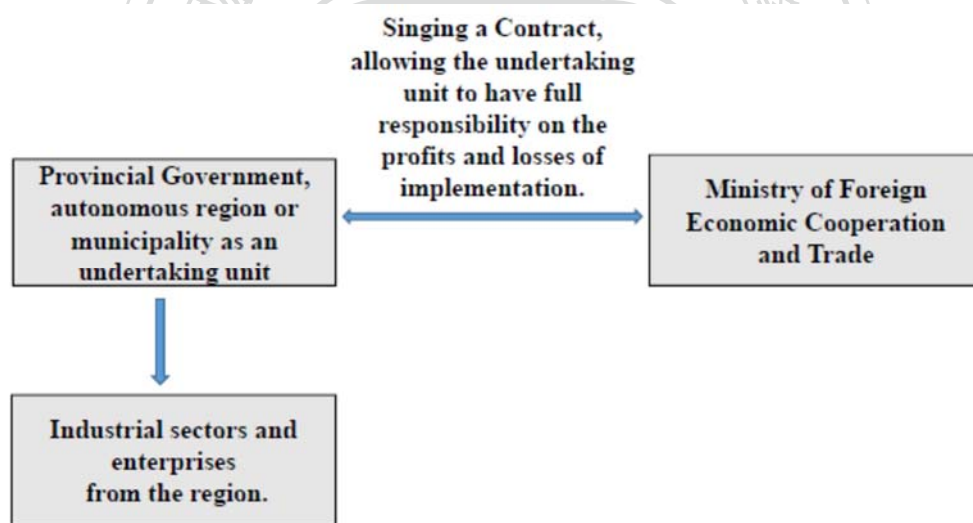 Singing a Contract,
allowing the undertaking
unit to have full
responsibility on the
profits and losses of
implementation.
Provincial Government,
autonomous region or
municipality as an
undertaking unit
Ministry of Foreign
Economic Cooperation
and Trade
Industrial sectors and
enterprises
from the region.